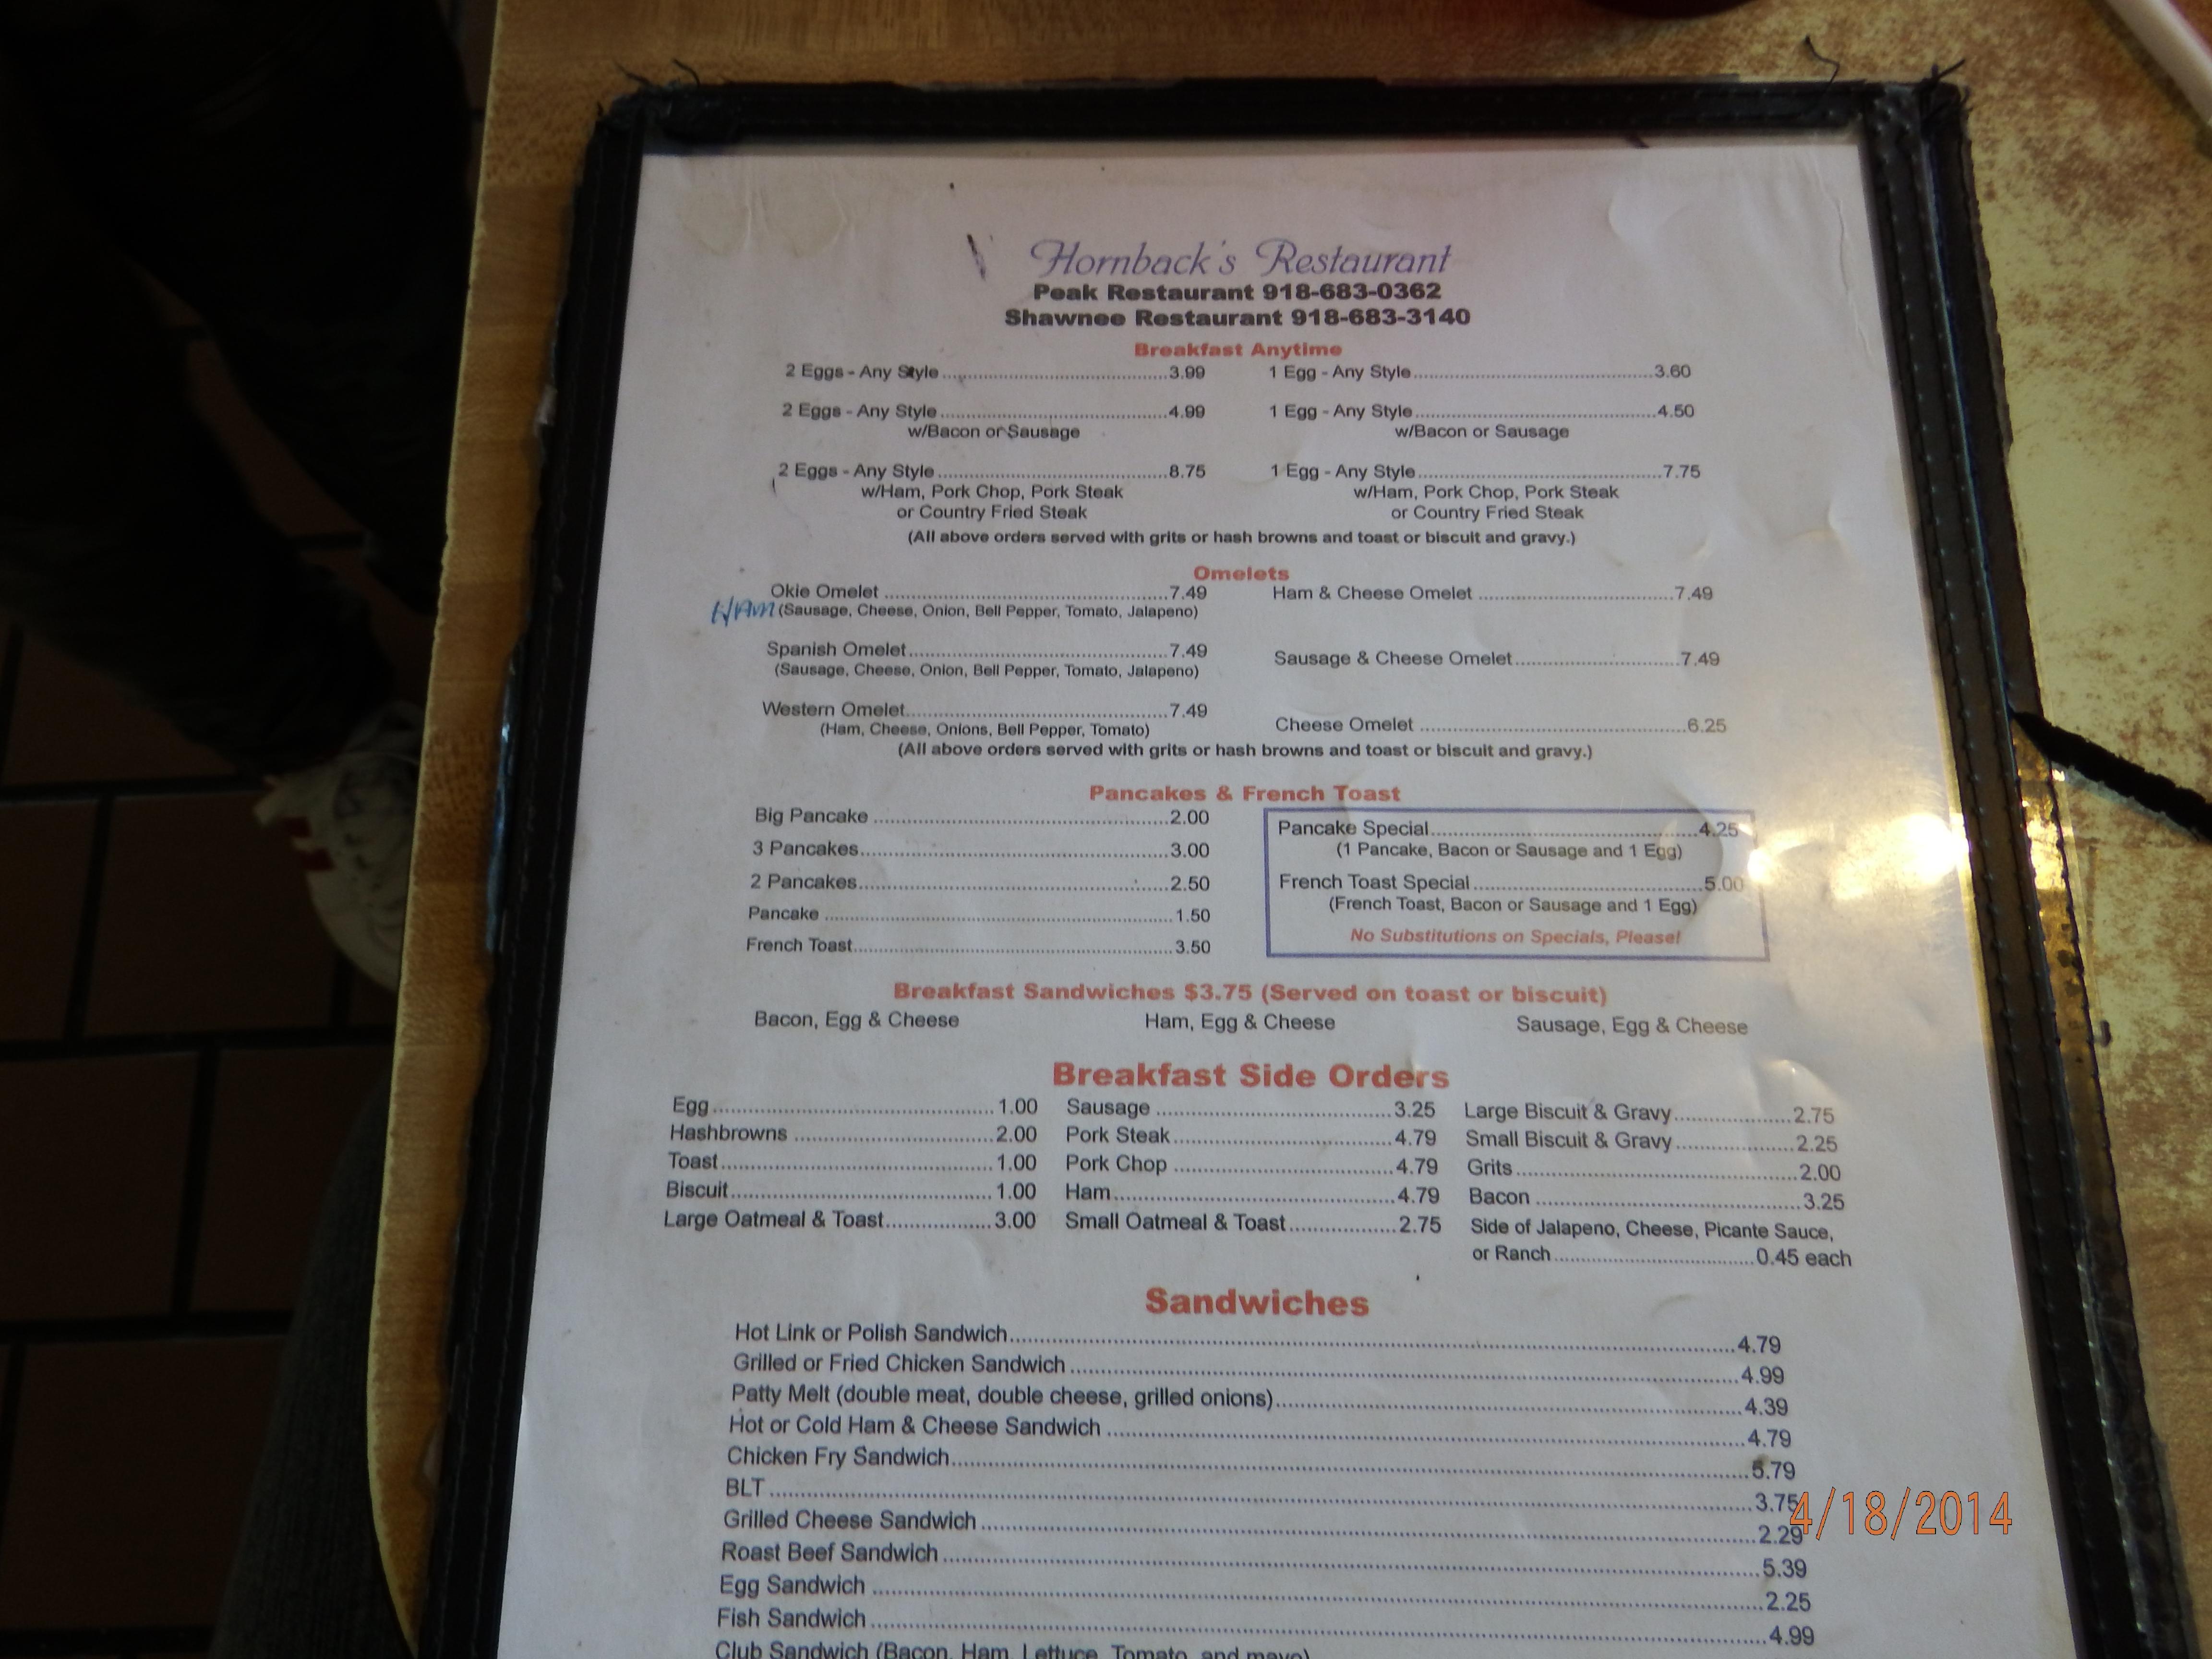 Hornback's Restaurant
Peak Restaurant 918-683-0362
Shawnee Restaurant 918-683-3140
Breakfast Anytime
2 Eggs - Any Style 3.99
1 Egg - Any Style 3.60
2 Eggs - Any Style 4.99
w/Bacon or Sausage
1 Egg - Any Style 4.50
w/Bacon or Sausage
2 Eggs - Any Style 8.75
w/Ham, Pork Chop, Pork Steak
or Country Fried Steak
1 Egg - Any Style 7.75
w/Ham, Pork Chop, Pork Steak
or Country Fried Steak
(All above orders served with grits or hash browns and toast or biscuit and gravy.)
Omelets
Okie Omelet 7.49
HAM (Sausage, Cheese, Onion, Bell Pepper, Tomato, Jalapeno)
Ham & Cheese Omelet 7.49
Spanish Omelet 7.49
(Sausage, Cheese, Onion, Bell Pepper, Tomato, Jalapeno)
Sausage & Cheese Omelet 7.49
Western Omelet 7.49
(Ham, Cheese, Onions, Bell Pepper, Tomato)
Cheese Omelet 6.25
(All above orders served with grits or hash browns and toast or biscuit and gravy.)
Pancakes & French Toast
Big Pancake 2.00
3 Pancakes 3.00
2 Pancakes 2.50
Pancake 1.50
French Toast 3.50
Pancake Special 4.25
(1 Pancake, Bacon or Sausage and 1 Egg)
French Toast Special 5.00
(French Toast, Bacon or Sausage and 1 Egg)
No Substitutions on Specials, Please!
Breakfast Sandwiches $3.75 (Served on toast or biscuit)
Bacon, Egg & Cheese
Ham, Egg & Cheese
Sausage, Egg & Cheese
Breakfast Side Orders
Egg 1.00
Hashbrowns 2.00
Toast 1.00
Biscuit 1.00
Large Oatmeal & Toast 3.00
Sausage 3.25
Pork Steak 4.79
Pork Chop 4.79
Ham 4.79
Small Oatmeal & Toast 2.75
Large Biscuit & Gravy 2.75
Small Biscuit & Gravy 2.25
Grits 2.00
Bacon 3.25
Side of Jalapeno, Cheese, Picante Sauce,
or Ranch 0.45 each
Sandwiches
Hot Link or Polish Sandwich 4.79
Grilled or Fried Chicken Sandwich 4.99
Patty Melt (double meat, double cheese, grilled onions) 4.39
Hot or Cold Ham & Cheese Sandwich 4.79
Chicken Fry Sandwich 5.79
BLT 3.75
Grilled Cheese Sandwich 2.29
Roast Beef Sandwich 5.39
Egg Sandwich 2.25
Fish Sandwich 4.99
Club Sandwich (Bacon, Ham, Lettuce, Tomato, and mayo)
4/18/2014